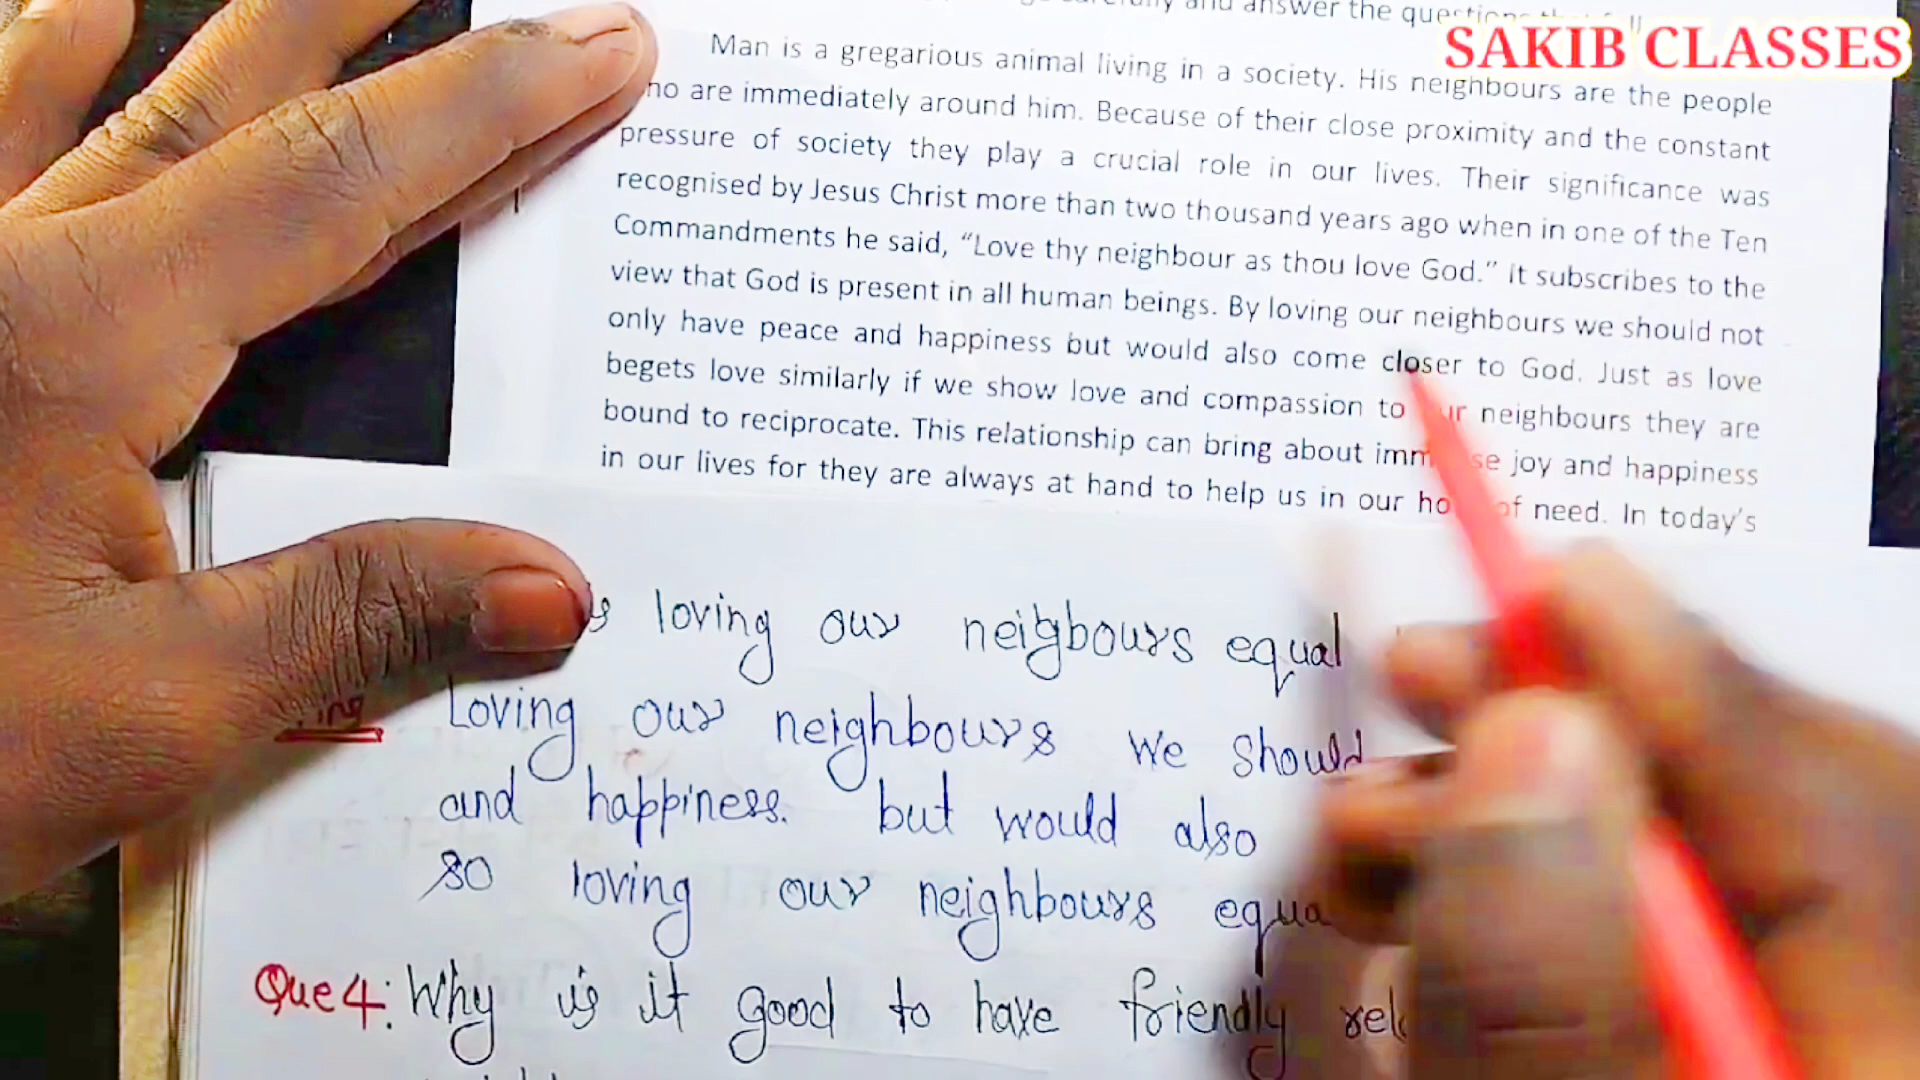 and answer the questions
SAKIB CLASSES
Man is a gregarious animal living in a society. His neighbours are the people
are immediately around him. Because of their close proximity and the constant
pressure of society they play a crucial role in our lives. Their significance was
recognised by Jesus Christ more than two thousand years ago when in one of the Ten
Commandments he said, “Love thy neighbour as thou love God.” It subscribes to the
view that God is present in all human beings. By loving our neighbours we should not
only have peace and happiness but would also come closer to God. Just as love
begets love similarly if we show love and compassion to neighbours they are
bound to reciprocate. This relationship can bring about joy and happiness
in our lives for they are always at hand to help us in our of need. In today’s
loving our neigbours equal
Loving our neighbours we should
and happiness. but would also
so loving our neighbours
Que 4: Why is it good to have friendly